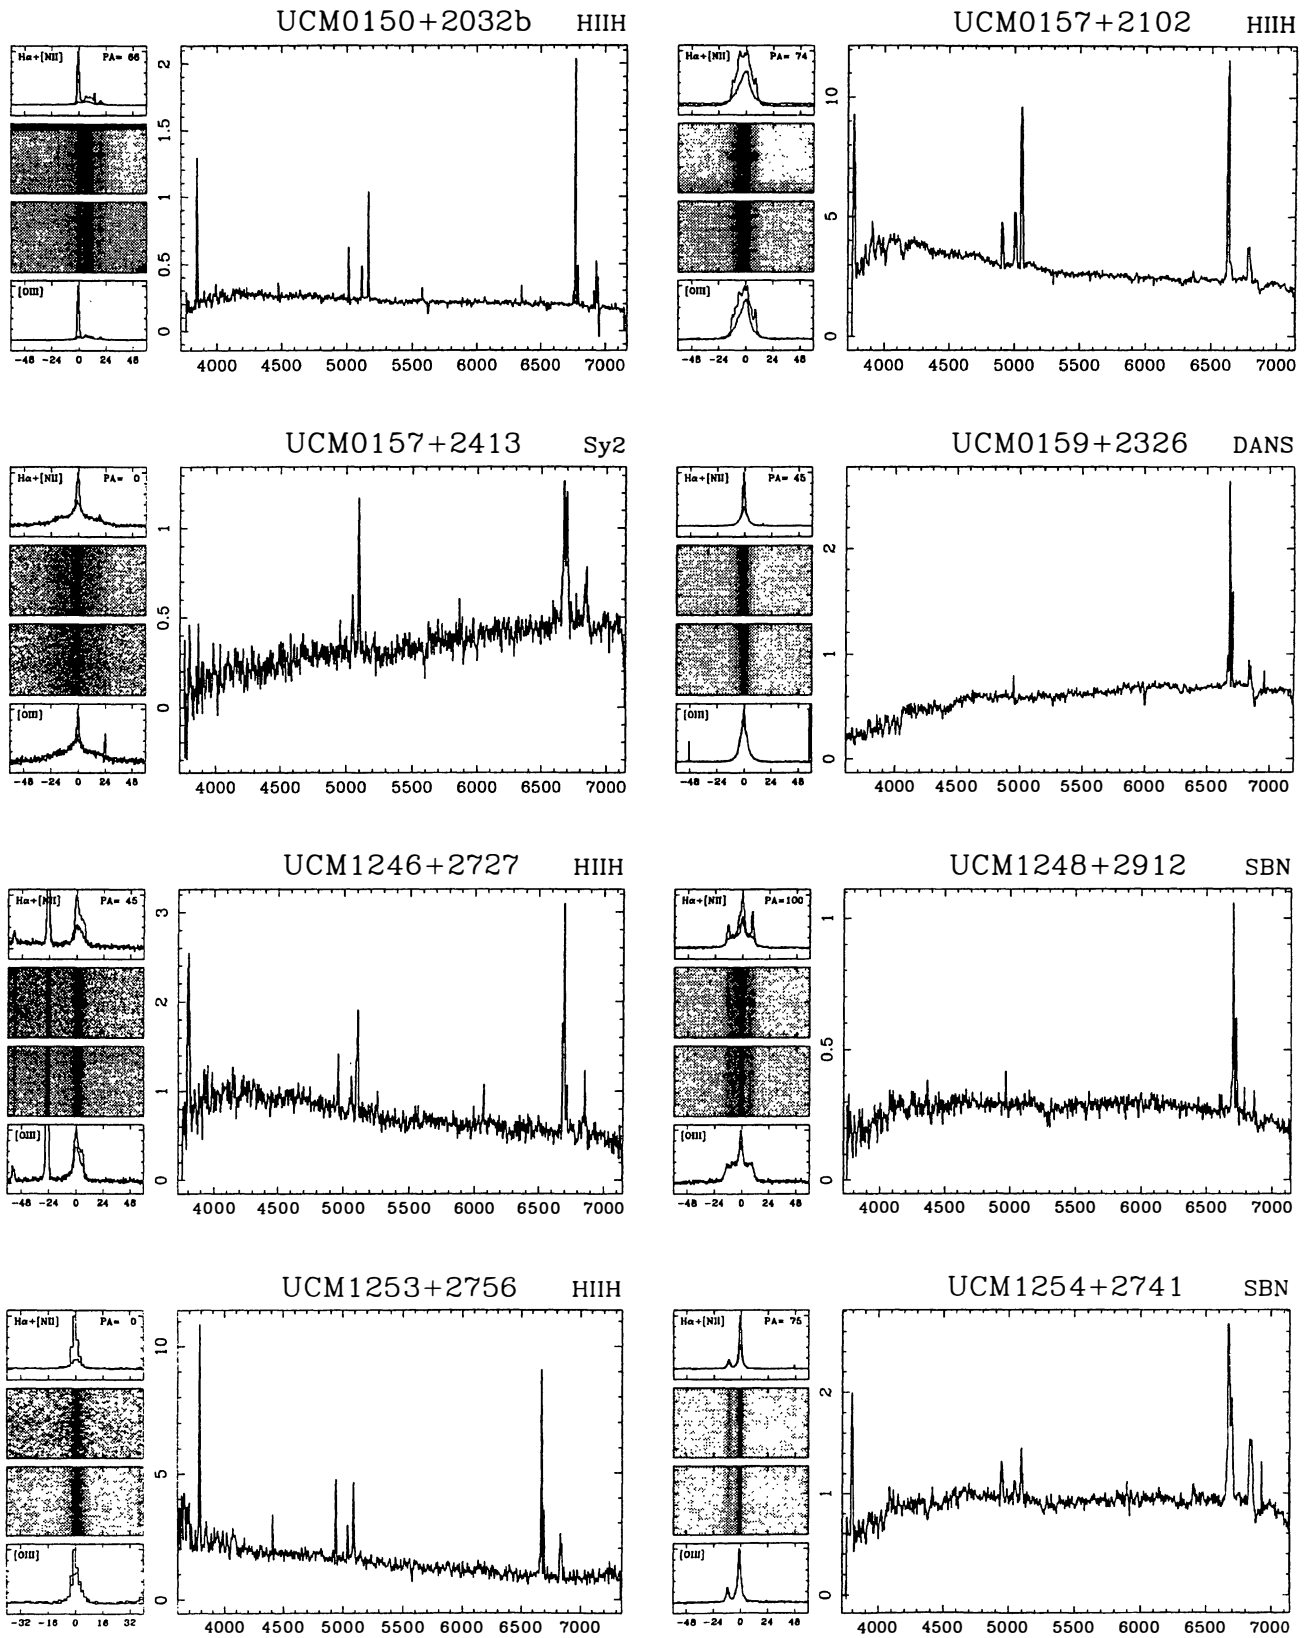 UCM0150+2032b HIIH
Hα+[NII] PA= 66
0 0.5 1 1.5 2
[OIII]
−48 −24 0 24 48
4000 4500 5000 5500 6000 6500 7000
UCM0157+2102 HIIH
Hα+[NII] PA= 74
0 5 10
[OIII]
−48 −24 0 24 48
4000 4500 5000 5500 6000 6500 7000
UCM0157+2413 Sy2
Hα+[NII] PA= 0
0 0.5 1
[OIII]
−48 −24 0 24 48
4000 4500 5000 5500 6000 6500 7000
UCM0159+2326 DANS
Hα+[NII] PA= 45
0 1 2
[OIII]
−48 −24 0 24 48
4000 4500 5000 5500 6000 6500 7000
UCM1246+2727 HIIH
Hα+[NII] PA= 45
0 1 2 3
[OIII]
−48 −24 0 24 48
4000 4500 5000 5500 6000 6500 7000
UCM1248+2912 SBN
Hα+[NII] PA=100
0 0.5 1
[OIII]
−48 −24 0 24 48
4000 4500 5000 5500 6000 6500 7000
UCM1253+2756 HIIH
Hα+[NII] PA= 0
0 5 10
[OIII]
−32 −16 0 16 32
4000 4500 5000 5500 6000 6500 7000
UCM1254+2741 SBN
Hα+[NII] PA= 75
0 1 2
[OIII]
−48 −24 0 24 48
4000 4500 5000 5500 6000 6500 7000